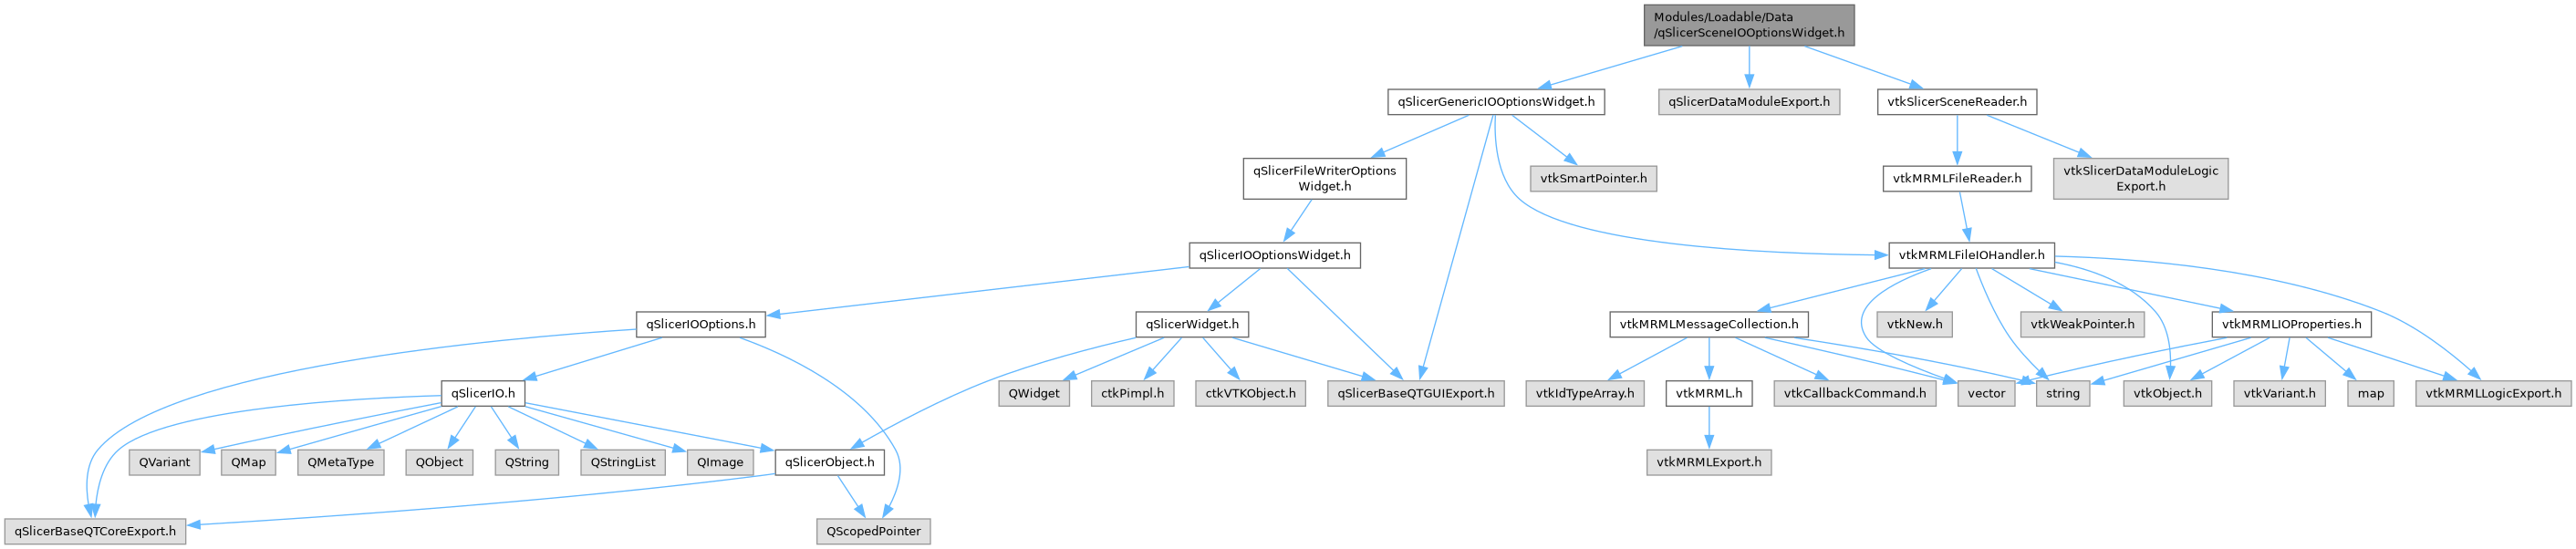 Modules/Loadable/Data
/qSlicerSceneIOOptionsWidget.h
qSlicerGenericIOOptionsWidget.h
qSlicerDataModuleExport.h
vtkSlicerSceneReader.h
qSlicerFileWriterOptions
Widget.h
vtkSmartPointer.h
vtkMRMLFileReader.h
vtkSlicerDataModuleLogic
Export.h
qSlicerIOOptionsWidget.h
vtkMRMLFileIOHandler.h
qSlicerIOOptions.h
qSlicerWidget.h
vtkMRMLMessageCollection.h
vtkNew.h
vtkWeakPointer.h
vtkMRMLIOProperties.h
qSlicerIO.h
QWidget
ctkPimpl.h
ctkVTKObject.h
qSlicerBaseQTGUIExport.h
vtkIdTypeArray.h
vtkMRML.h
vtkCallbackCommand.h
vector
string
vtkObject.h
vtkVariant.h
map
vtkMRMLLogicExport.h
QVariant
QMap
QMetaType
QObject
QString
QStringList
QImage
qSlicerObject.h
vtkMRMLExport.h
qSlicerBaseQTCoreExport.h
QScopedPointer